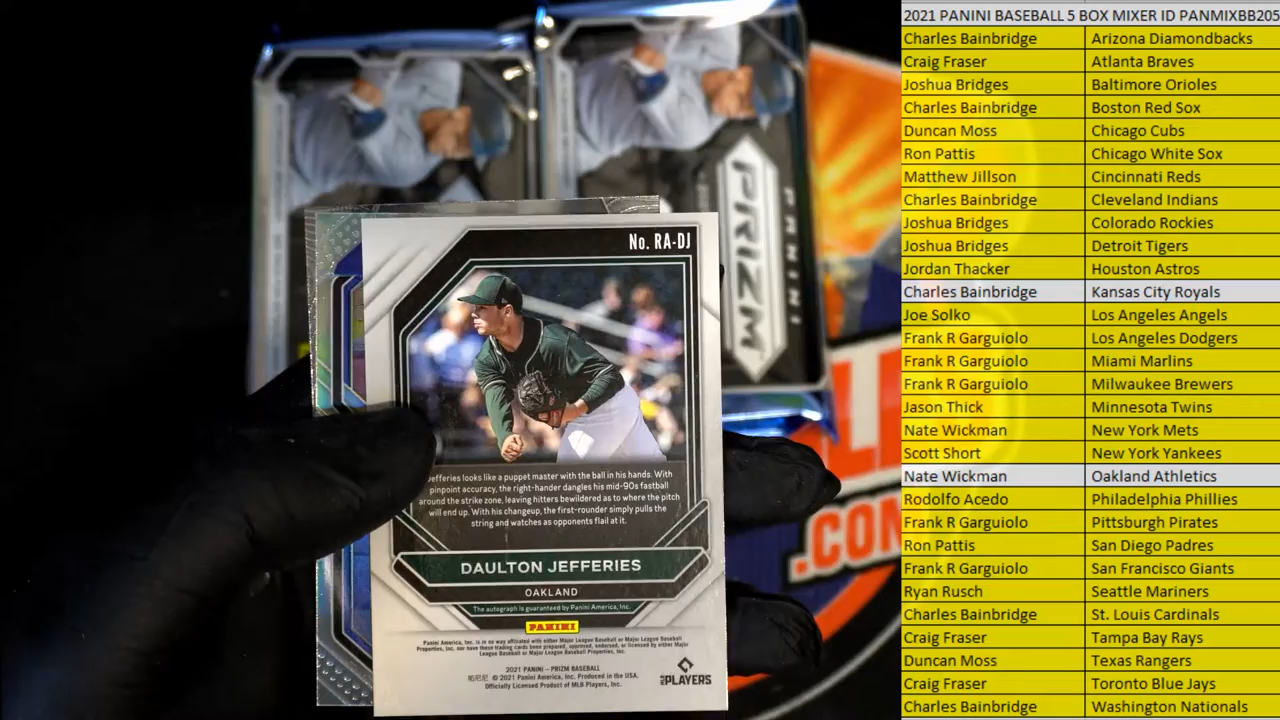 No. RA-DJ
Jefferies looks like a puppet master with the ball in his hands. With
pinpoint accuracy, the right-hander dangles his mid-90s fastball
around the strike zone, leaving hitters bewildered as to where the pitch
will end up. With his changeup, the first-rounder simply pulls the
string and watches as opponents flail at it.
DAULTON JEFFERIES
OAKLAND
The autograph is guaranteed by Panini America, Inc.
PANINI
Panini America, Inc. is in no way affiliated with either Major League Baseball or Major League Baseball
Properties, Inc. nor have these trading cards been prepared, approved, endorsed, or licensed by either Major
League Baseball or Major League Baseball Properties, Inc.
2021 PANINI – PRIZM BASEBALL
帕尼尼 © 2021 Panini America, Inc. Produced in the USA.
Officially Licensed Product of MLB Players, Inc.
MLB PLAYERS
PANINI
PRIZM
.COM
2021 PANINI BASEBALL 5 BOX MIXER ID PANMIXBB205
Charles Bainbridge Arizona Diamondbacks
Craig Fraser Atlanta Braves
Joshua Bridges Baltimore Orioles
Charles Bainbridge Boston Red Sox
Duncan Moss Chicago Cubs
Ron Pattis Chicago White Sox
Matthew Jillson Cincinnati Reds
Charles Bainbridge Cleveland Indians
Joshua Bridges Colorado Rockies
Joshua Bridges Detroit Tigers
Jordan Thacker Houston Astros
Charles Bainbridge Kansas City Royals
Joe Solko Los Angeles Angels
Frank R Garguiolo Los Angeles Dodgers
Frank R Garguiolo Miami Marlins
Frank R Garguiolo Milwaukee Brewers
Jason Thick Minnesota Twins
Nate Wickman New York Mets
Scott Short New York Yankees
Nate Wickman Oakland Athletics
Rodolfo Acedo Philadelphia Phillies
Frank R Garguiolo Pittsburgh Pirates
Ron Pattis San Diego Padres
Frank R Garguiolo San Francisco Giants
Ryan Rusch Seattle Mariners
Charles Bainbridge St. Louis Cardinals
Craig Fraser Tampa Bay Rays
Duncan Moss Texas Rangers
Craig Fraser Toronto Blue Jays
Charles Bainbridge Washington Nationals